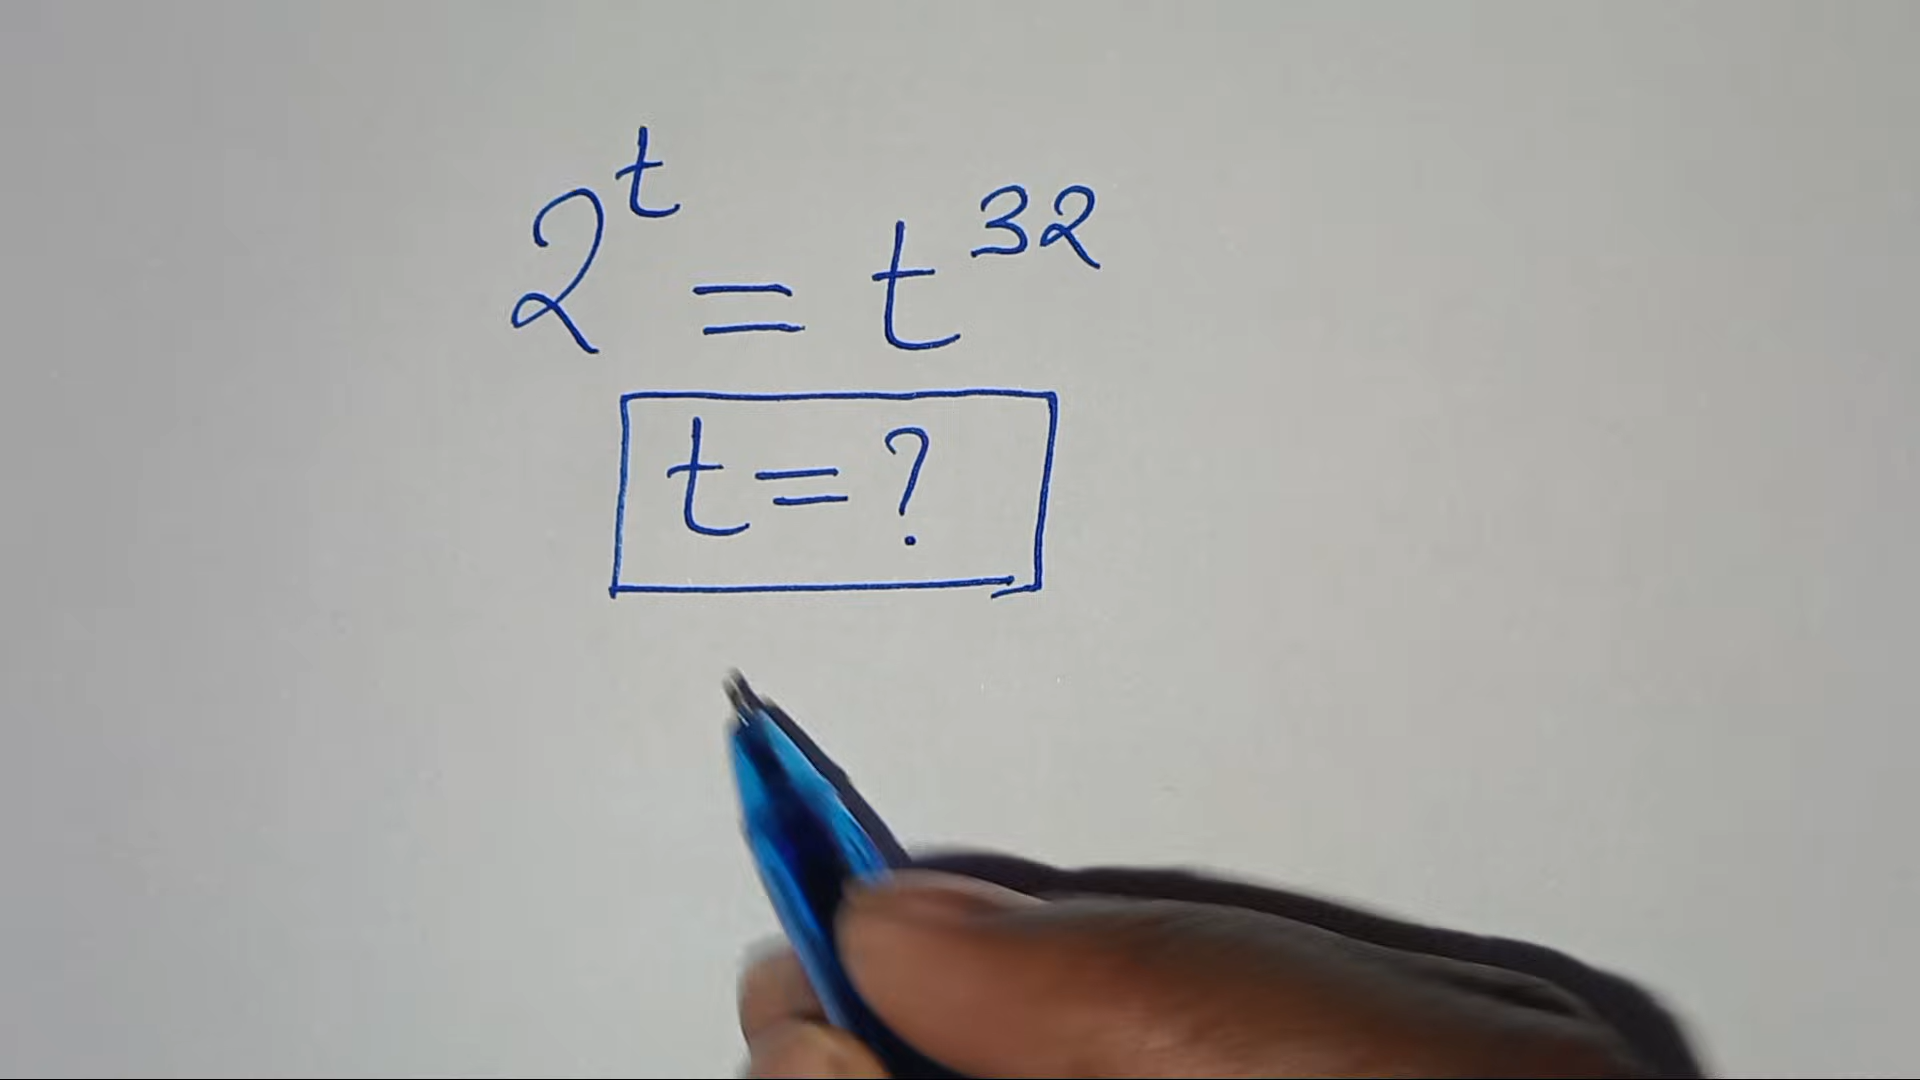 2^t = t^32
t = ?